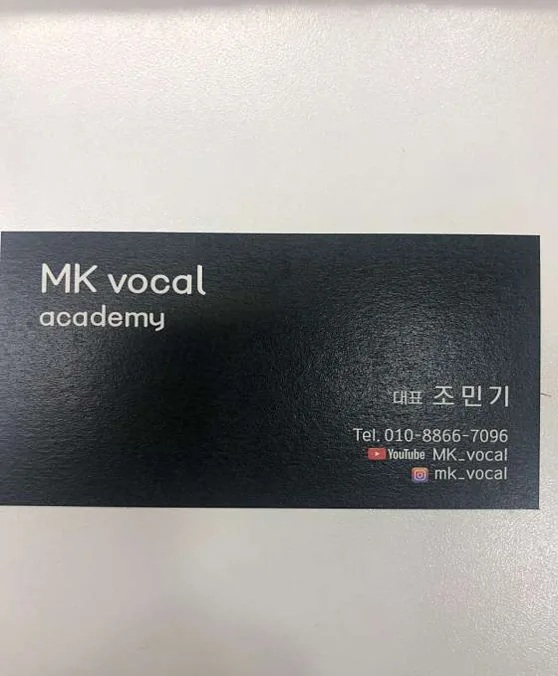 MK vocal
academy
대표 조민기
Tel. 010-8866-7096
YouTube MK_vocal
mk_vocal